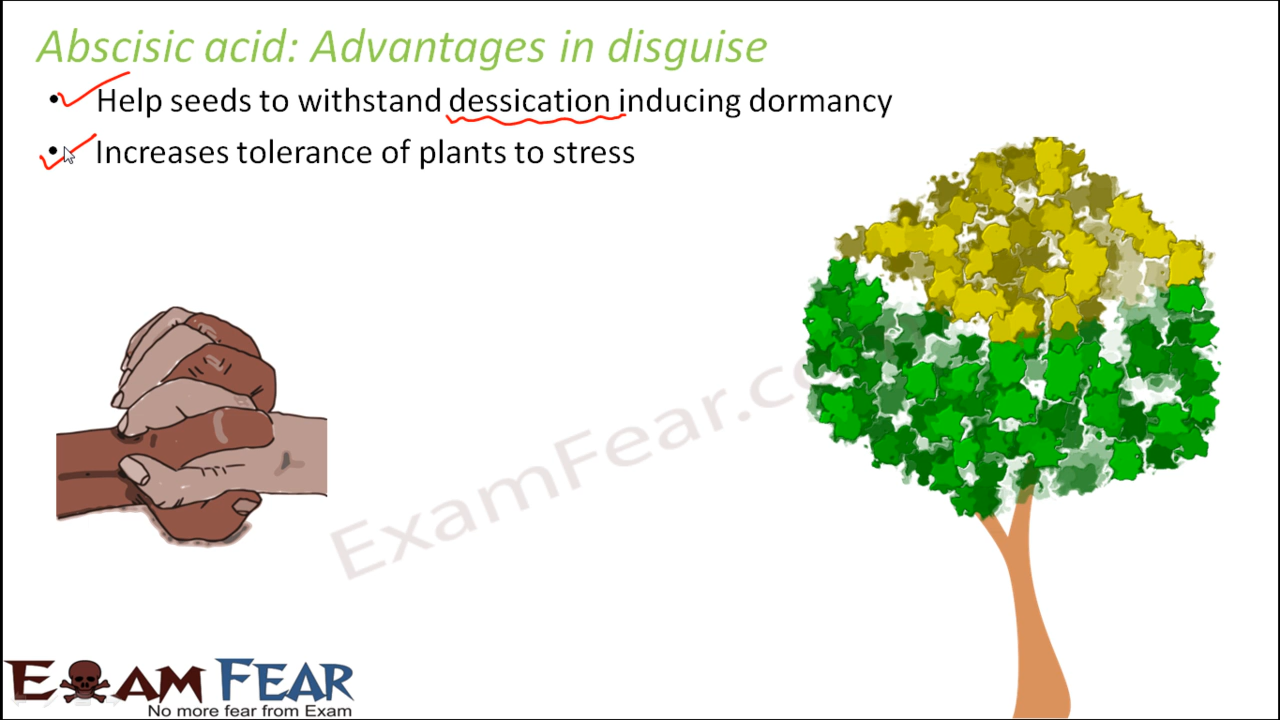 Abscisic acid: Advantages in disguise
• Help seeds to withstand dessication inducing dormancy
• Increases tolerance of plants to stress
ExamFear.co
EXAM FEAR
No more fear from Exam